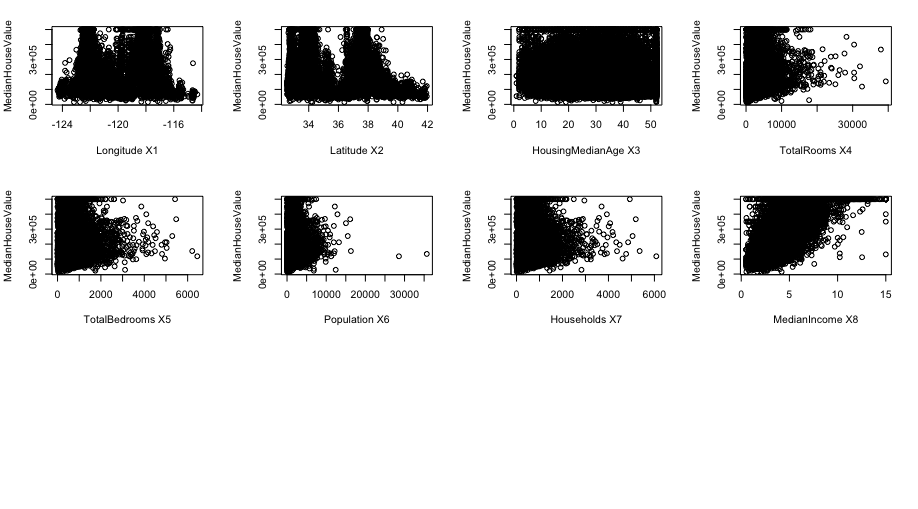 MedianHouseValue
0e+00 3e+05
-124 -120 -116
Longitude X1
MedianHouseValue
0e+00 3e+05
34 36 38 40 42
Latitude X2
MedianHouseValue
0e+00 3e+05
0 10 20 30 40 50
HousingMedianAge X3
MedianHouseValue
0e+00 3e+05
0 10000 30000
TotalRooms X4
MedianHouseValue
0e+00 3e+05
0 2000 4000 6000
TotalBedrooms X5
MedianHouseValue
0e+00 3e+05
0 10000 20000 30000
Population X6
MedianHouseValue
0e+00 3e+05
0 2000 4000 6000
Households X7
MedianHouseValue
0e+00 3e+05
0 5 10 15
MedianIncome X8